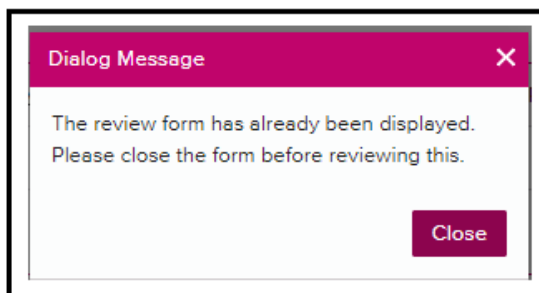 Dialog Message
The review form has already been displayed.
Please close the form before reviewing this.
Close